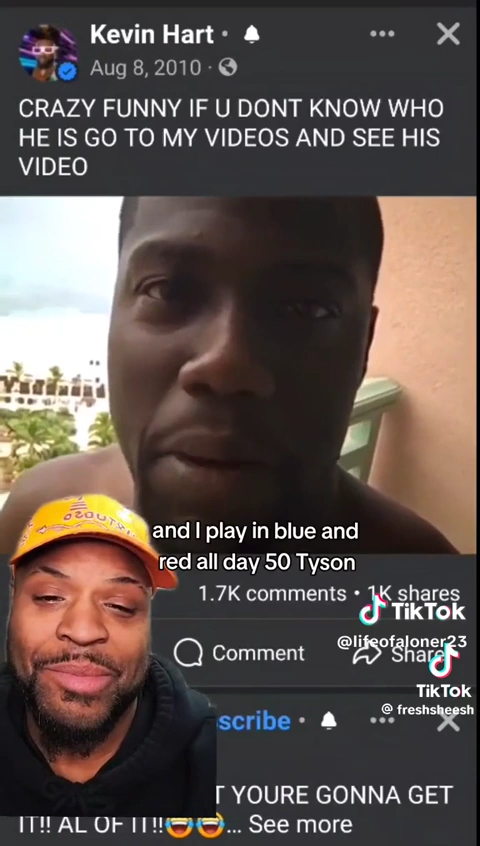 Kevin Hart •
•••
Aug 8, 2010 ·
CRAZY FUNNY IF U DONT KNOW WHO
HE IS GO TO MY VIDEOS AND SEE HIS
VIDEO
and I play in blue and
red all day 50 Tyson
1.7K comments • 1K shares
TikTok
@lifeofaloner23
Comment
Share
TikTok
@ freshsheesh
scribe •
•••
T YOURE GONNA GET
IT!! AL OF IT!!😂😂... See more